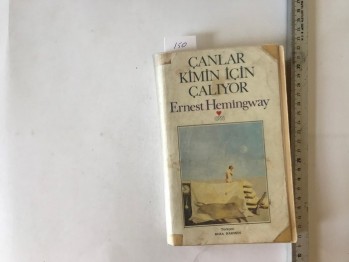 150
ÇANLAR
KİMİN İÇİN
ÇALIYOR
Ernest Hemingway